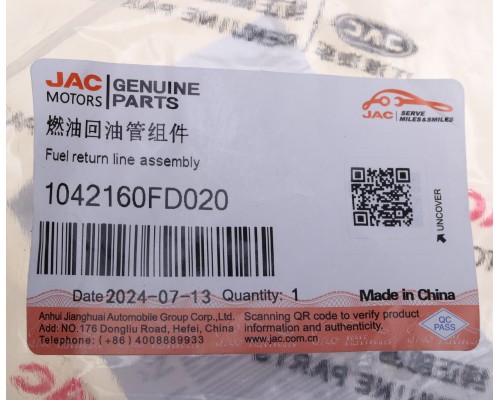 JAC MOTORS
GENUINE PARTS
JAC
SERVE MILES&SMILES
燃油回油管组件
Fuel return line assembly
1042160FD020
UNCOVER
Date 2024-07-13 Quantity: 1 Made in China
Anhui Jianghuai Automobile Group Corp.,Ltd.
Add: NO.176 Dongliu Road, Hefei, China
Telephone: (+86) 4008889933
Scanning QR code to verify product
information and authenticity.
www.jac.com.cn
QC
PASS
GENUINE PARTS